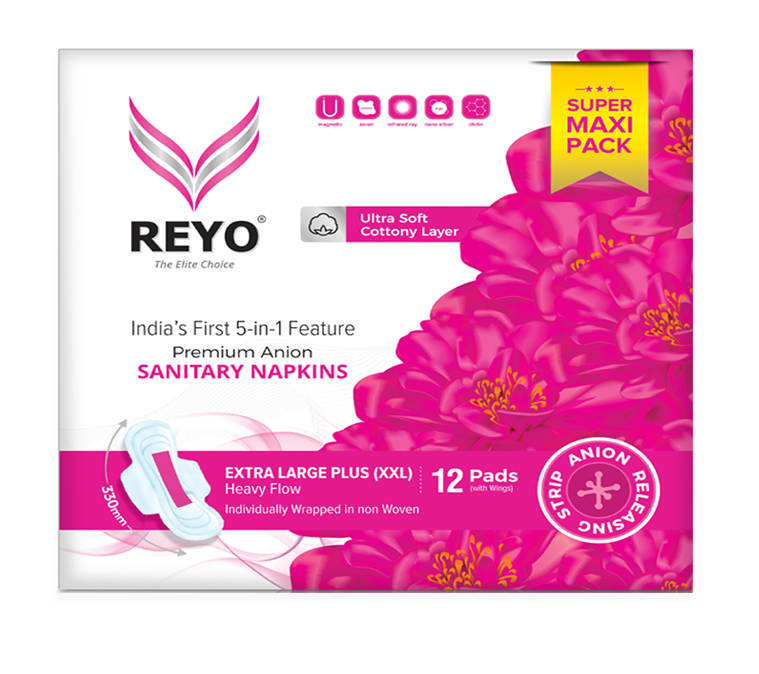 magnetic
anion
infrared ray
nano silver
chitin
SUPER
MAXI
PACK
REYO®
The Elite Choice
Ultra Soft
Cottony Layer
India's First 5-in-1 Feature
Premium Anion
SANITARY NAPKINS
330mm
EXTRA LARGE PLUS (XXL)
Heavy Flow
Individually Wrapped in non Woven
12 Pads
(with Wings)
ANION RELEASING STRIP